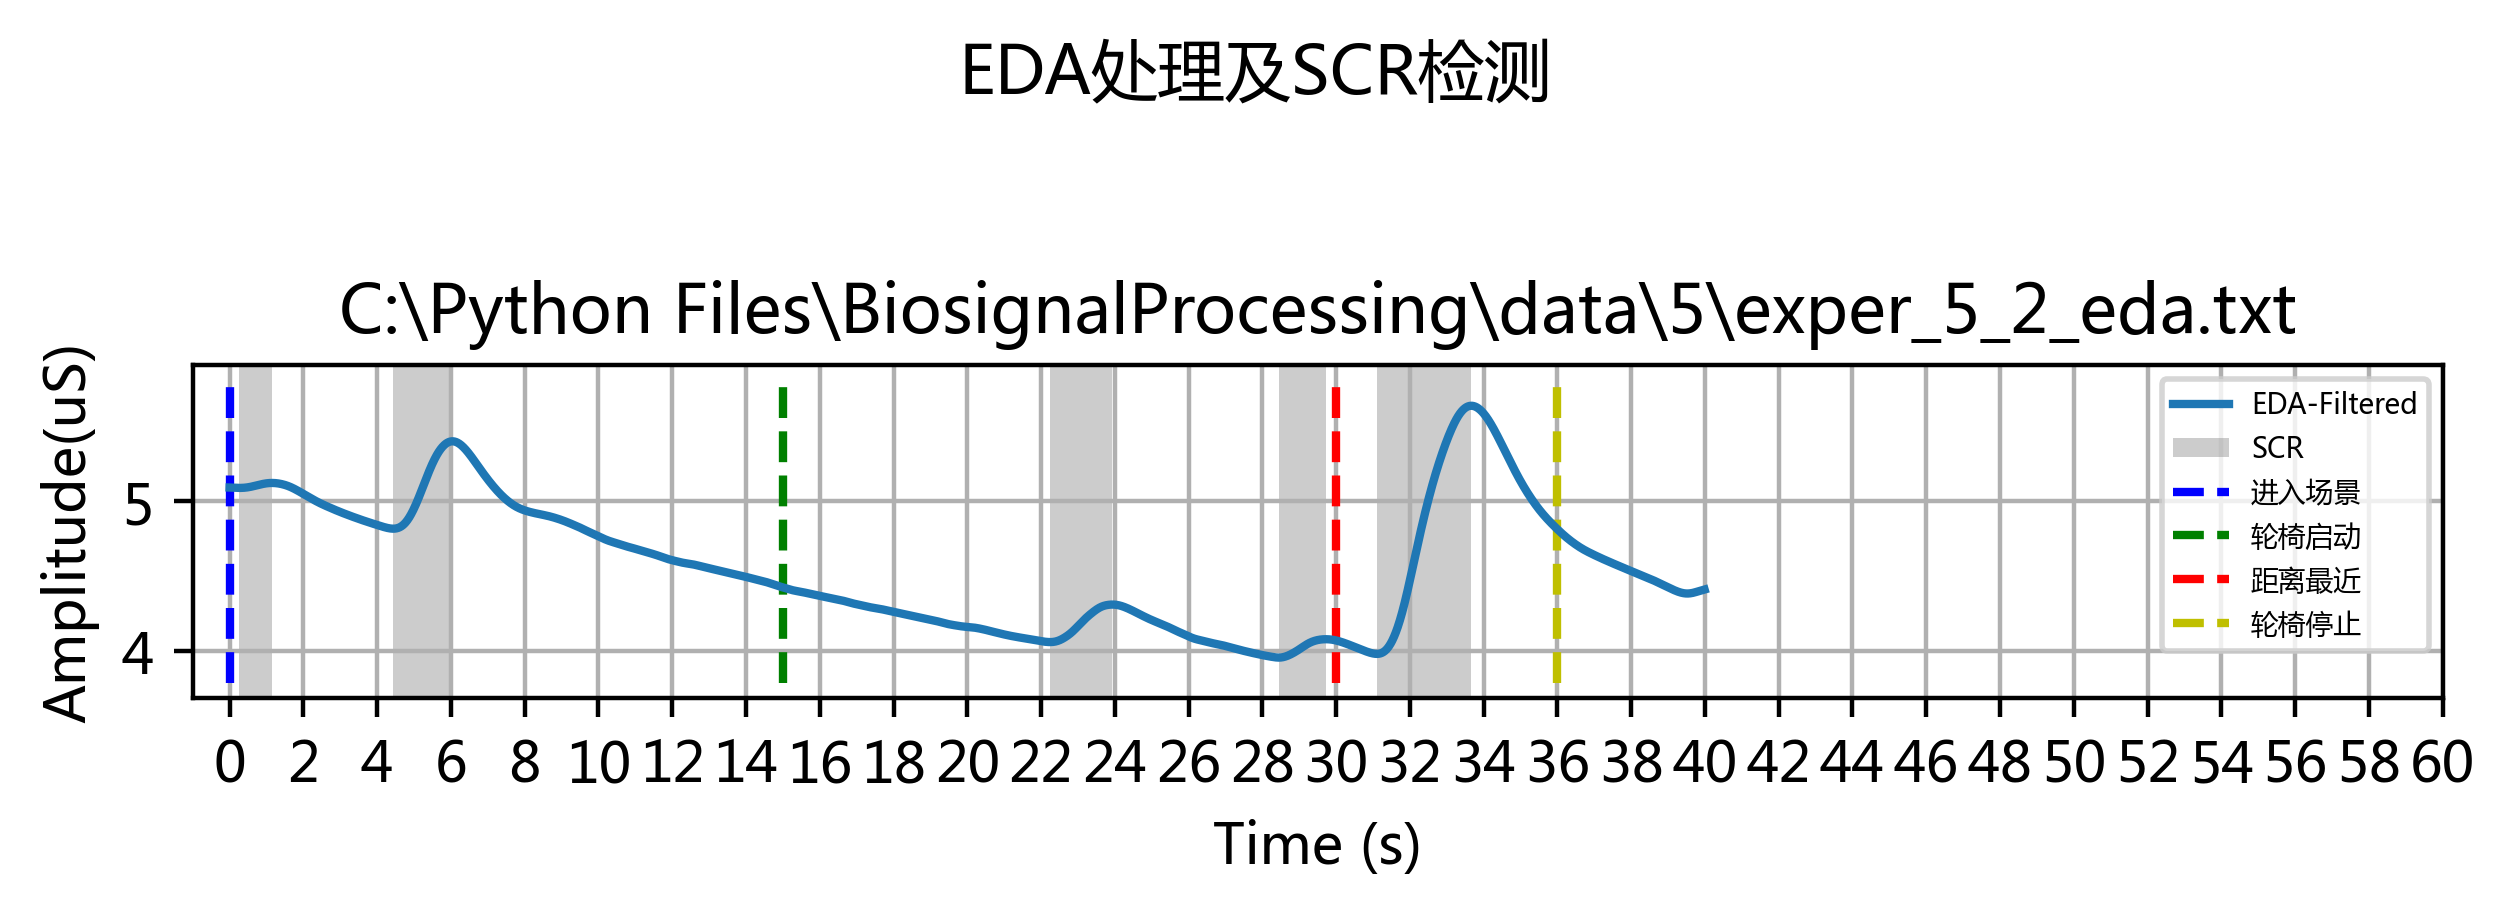 EDA处理及SCR检测
C:\Python Files\BiosignalProcessing\data\5\exper_5_2_eda.txt
Amplitude(uS)
5
4
EDA-Filtered
SCR
进入场景
轮椅启动
距离最近
轮椅停止
0 2 4 6 8 10 12 14 16 18 20 22 24 26 28 30 32 34 36 38 40 42 44 46 48 50 52 54 56 58 60
Time (s)